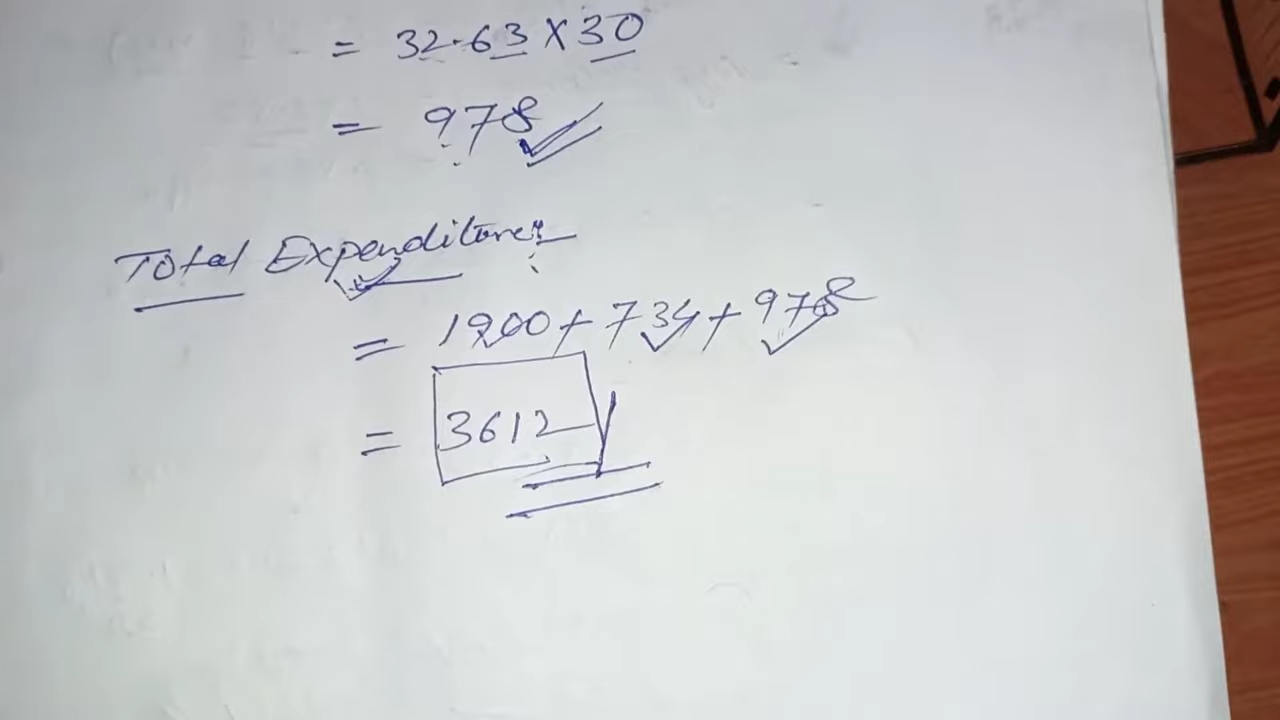 = 32.63 X 30
= 978
Total Expenditure:
= 1900 + 734 + 978
= 3612